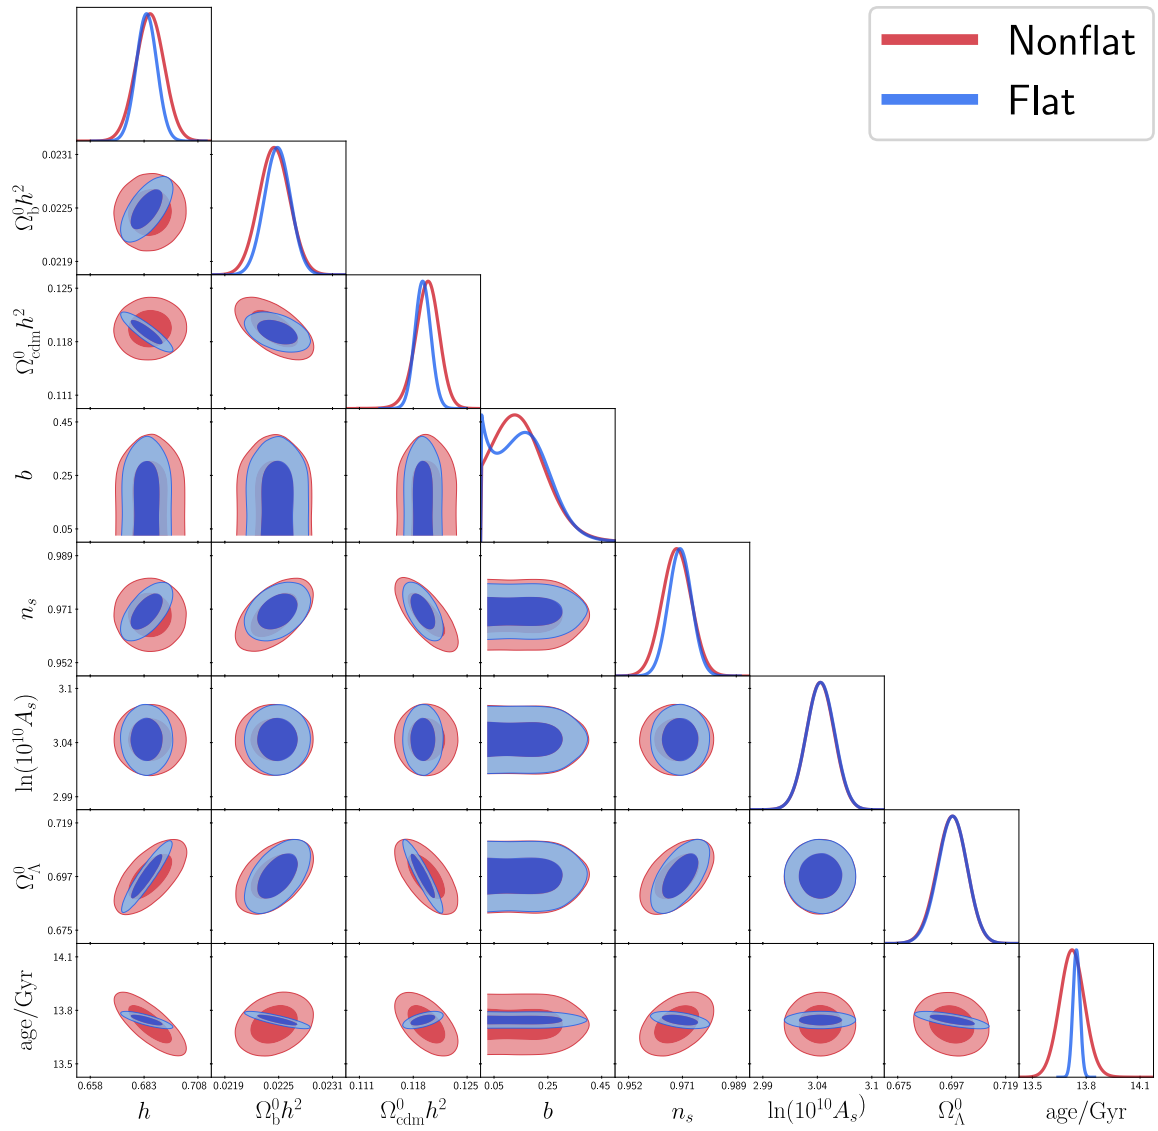 Nonflat
Flat
0.0231
0.0225
0.0219
Ω_b^0 h^2
0.125
0.118
0.111
Ω_cdm^0 h^2
0.45
0.25
0.05
b
0.989
0.971
0.952
n_s
3.1
3.04
2.99
ln(10^10 A_s)
0.719
0.697
0.675
Ω_Λ^0
14.1
13.8
13.5
age/Gyr
0.658 0.683 0.708 0.0219 0.0225 0.0231 0.111 0.118 0.125 0.05 0.25 0.45 0.952 0.971 0.989 2.99 3.04 3.1 0.675 0.697 0.719 13.5 13.8 14.1
h Ω_b^0 h^2 Ω_cdm^0 h^2 b n_s ln(10^10 A_s) Ω_Λ^0 age/Gyr